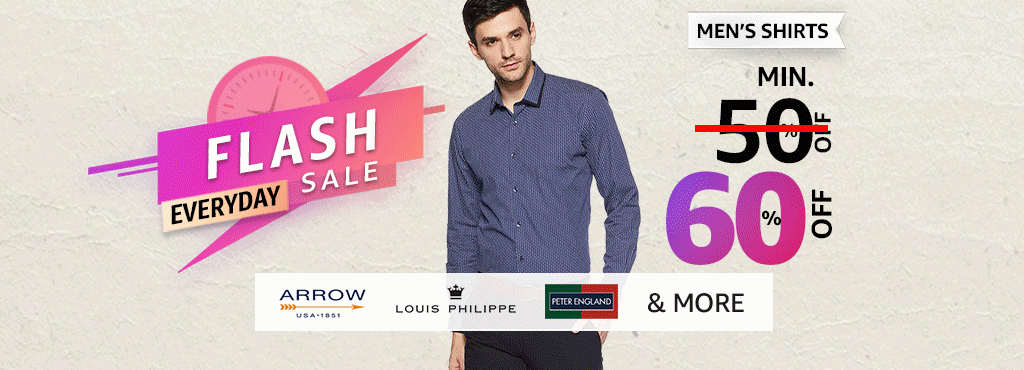 FLASH
SALE
EVERYDAY
MEN'S SHIRTS
MIN.
50% OFF
60% OFF
ARROW
USA•1851
LOUIS PHILIPPE
PETER ENGLAND
& MORE